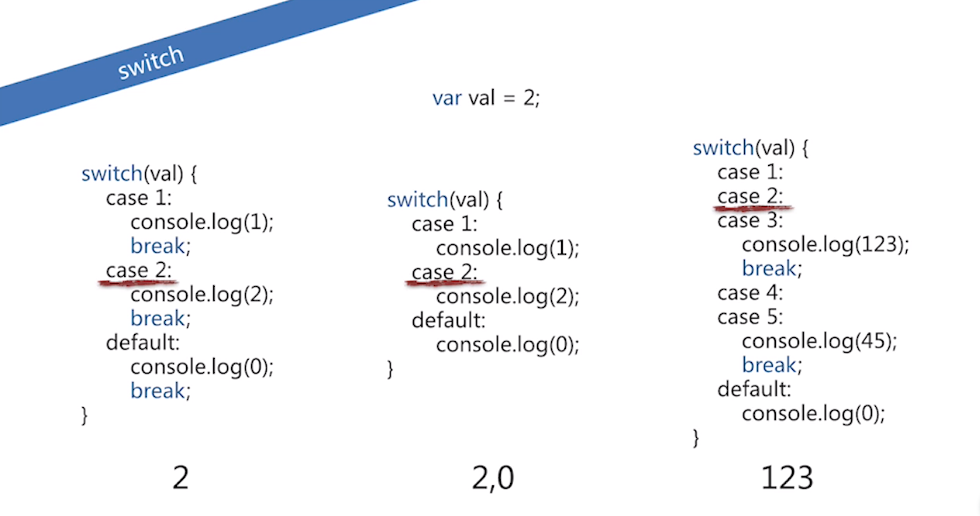 switch
var val = 2;
switch(val) {
case 1:
console.log(1);
break;
case 2:
console.log(2);
break;
default:
console.log(0);
break;
}
2
switch(val) {
case 1:
console.log(1);
case 2:
console.log(2);
default:
console.log(0);
}
2,0
switch(val) {
case 1:
case 2:
case 3:
console.log(123);
break;
case 4:
case 5:
console.log(45);
break;
default:
console.log(0);
}
123